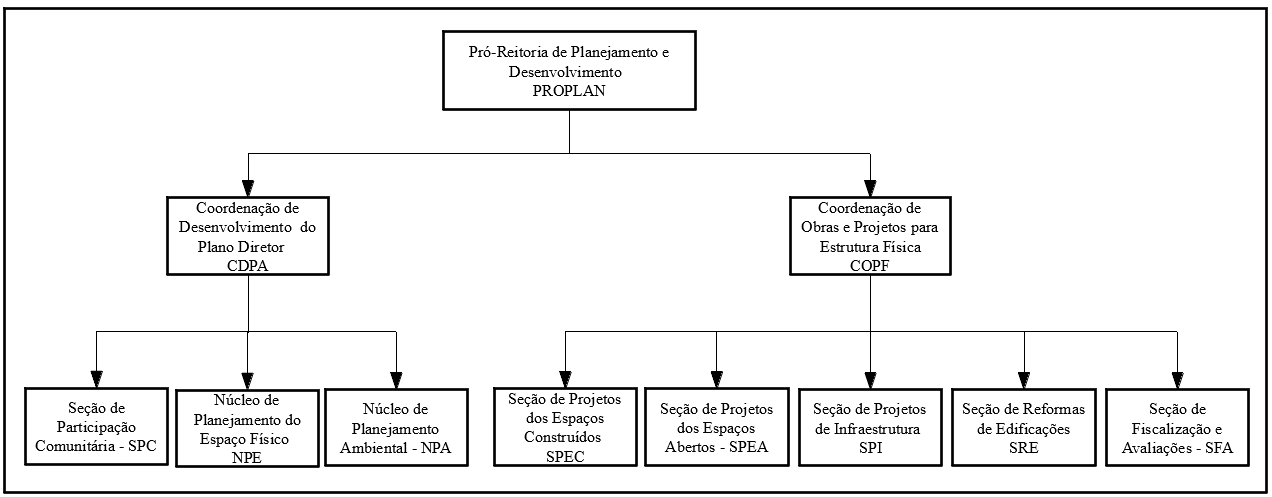 Pró-Reitoria de Planejamento e
Desenvolvimento
PROPLAN
Coordenação de
Desenvolvimento do
Plano Diretor
CDPA
Coordenação de
Obras e Projetos para
Estrutura Física
COPF
Seção de
Participação
Comunitária - SPC
Núcleo de
Planejamento do
Espaço Físico
NPE
Núcleo de
Planejamento
Ambiental - NPA
Seção de Projetos
dos Espaços
Construídos
SPEC
Seção de Projetos
dos Espaços
Abertos - SPEA
Seção de Projetos
de Infraestrutura
SPI
Seção de Reformas
de Edificações
SRE
Seção de
Fiscalização e
Avaliações - SFA